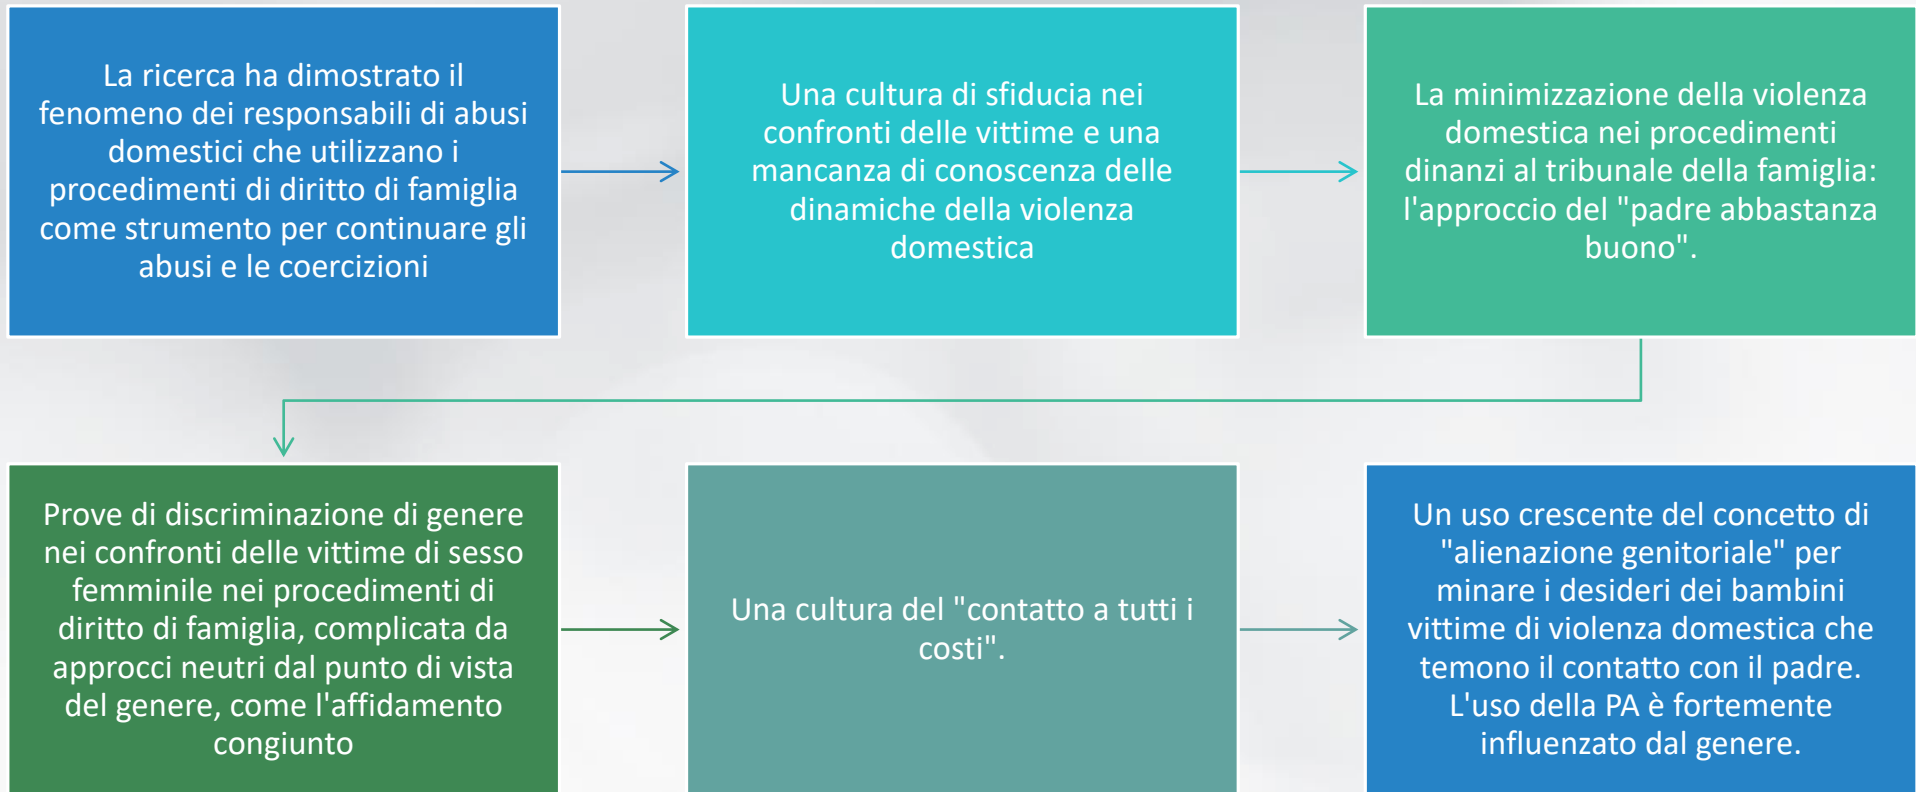 La ricerca ha dimostrato il
fenomeno dei responsabili di abusi
domestici che utilizzano i
procedimenti di diritto di famiglia
come strumento per continuare gli
abusi e le coercizioni
Una cultura di sfiducia nei
confronti delle vittime e una
mancanza di conoscenza delle
dinamiche della violenza
domestica
La minimizzazione della violenza
domestica nei procedimenti
dinanzi al tribunale della famiglia:
l'approccio del "padre abbastanza
buono".
Prove di discriminazione di genere
nei confronti delle vittime di sesso
femminile nei procedimenti di
diritto di famiglia, complicata da
approcci neutri dal punto di vista
del genere, come l'affidamento
congiunto
Una cultura del "contatto a tutti i
costi".
Un uso crescente del concetto di
"alienazione genitoriale" per
minare i desideri dei bambini
vittime di violenza domestica che
temono il contatto con il padre.
L'uso della PA è fortemente
influenzato dal genere.